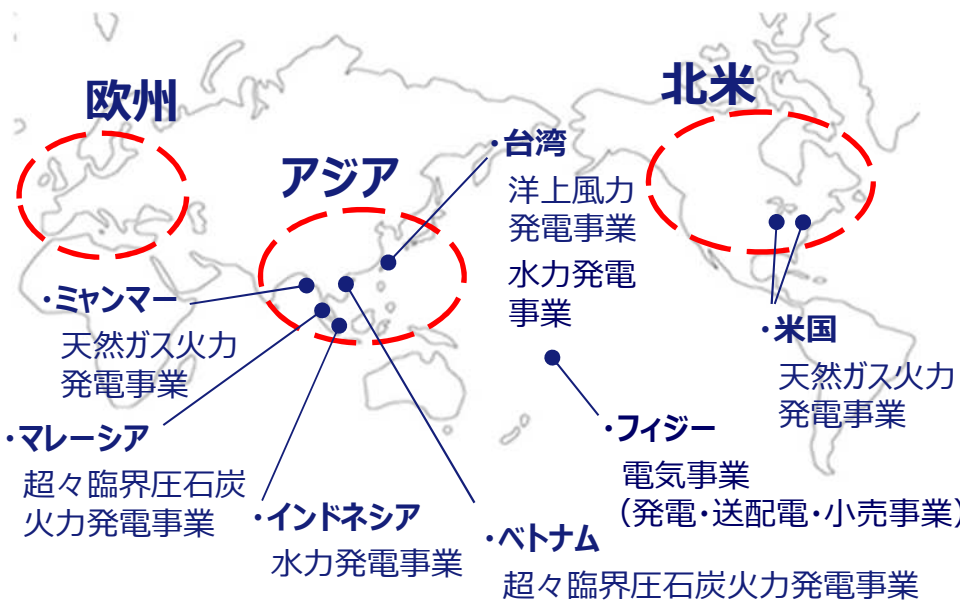 欧州
北米
アジア
・台湾
洋上風力
発電事業
水力発電
事業
・ミャンマー
天然ガス火力
発電事業
・米国
天然ガス火力
発電事業
・マレーシア
超々臨界圧石炭
火力発電事業
・フィジー
電気事業
（発電・送配電・小売事業）
・インドネシア
水力発電事業
・ベトナム
超々臨界圧石炭火力発電事業